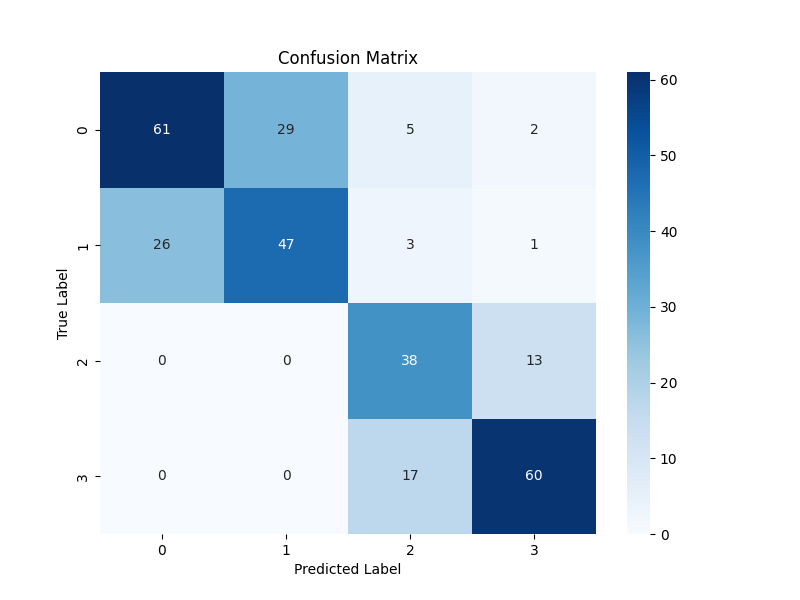 Confusion Matrix
True Label
0 61 29 5 2
1 26 47 3 1
2 0 0 38 13
3 0 0 17 60
0 1 2 3
Predicted Label
60
50
40
30
20
10
0